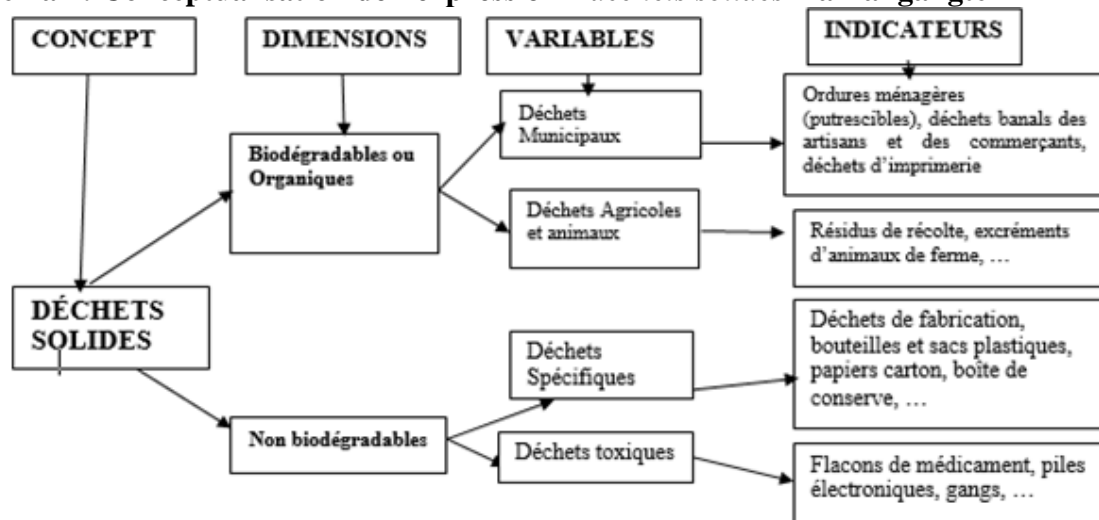 CONCEPT
DIMENSIONS
VARIABLES
INDICATEURS
Déchets
Municipaux
Ordures ménagères
(putrescibles), déchets banals des
artisans et des commerçants,
déchets d'imprimerie
Biodégradables ou
Organiques
Déchets Agricoles
et animaux
Résidus de récolte, excréments
d'animaux de ferme, …
DÉCHETS
SOLIDES
Déchets
Spécifiques
Déchets de fabrication,
bouteilles et sacs plastiques,
papiers carton, boîte de
conserve, …
Non biodégradables
Déchets toxiques
Flacons de médicament, piles
électroniques, gangs, …